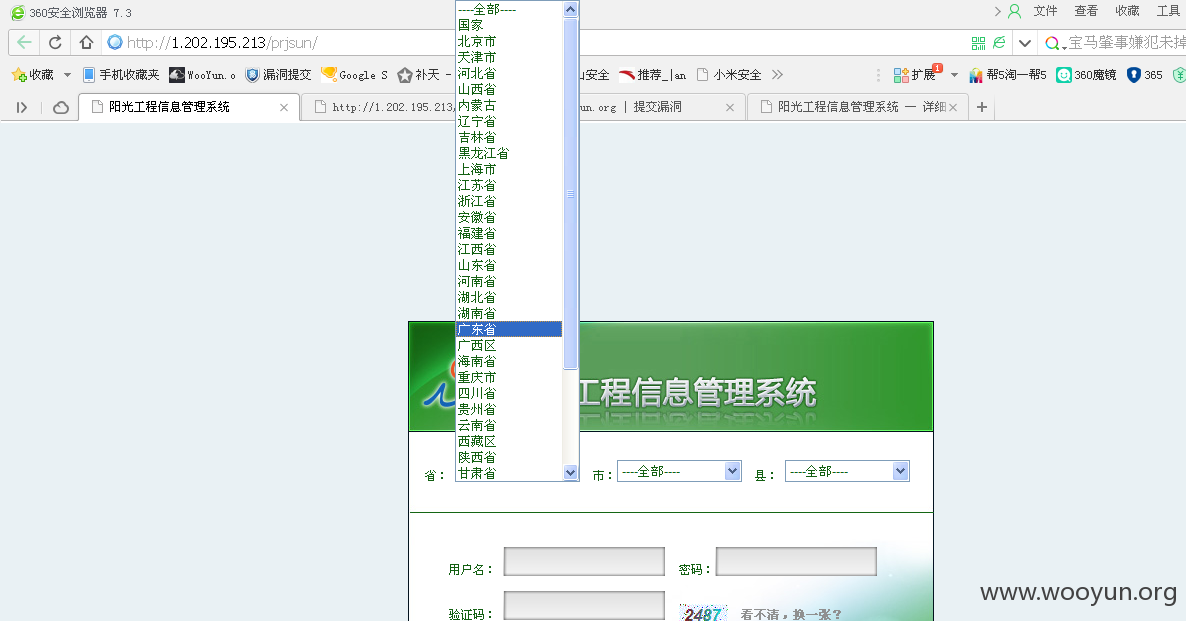 360安全浏览器 7.3
文件 查看 收藏 工具
http://1.202.195.213/prjsun/
宝马肇事嫌犯未掉
收藏 手机收藏夹 WooYun.o 漏洞提交 Google S 补天 - 安全 推荐_lan 小米安全 扩展 1 帮5淘一帮5 360魔镜 365
阳光工程信息管理系统 http://1.202.195.213, un.org | 提交漏洞 阳光工程信息管理系统 — 详细
----全部----
国家
北京市
天津市
河北省
山西省
内蒙古
辽宁省
吉林省
黑龙江省
上海市
江苏省
浙江省
安徽省
福建省
江西省
山东省
河南省
湖北省
湖南省
广东省
广西区
海南省
重庆市
四川省
贵州省
云南省
西藏区
陕西省
甘肃省
工程信息管理系统
省： 市： ----全部---- 县： ----全部----
用户名： 密码：
验证码： 2487 看不清，换一张?
www.wooyun.org